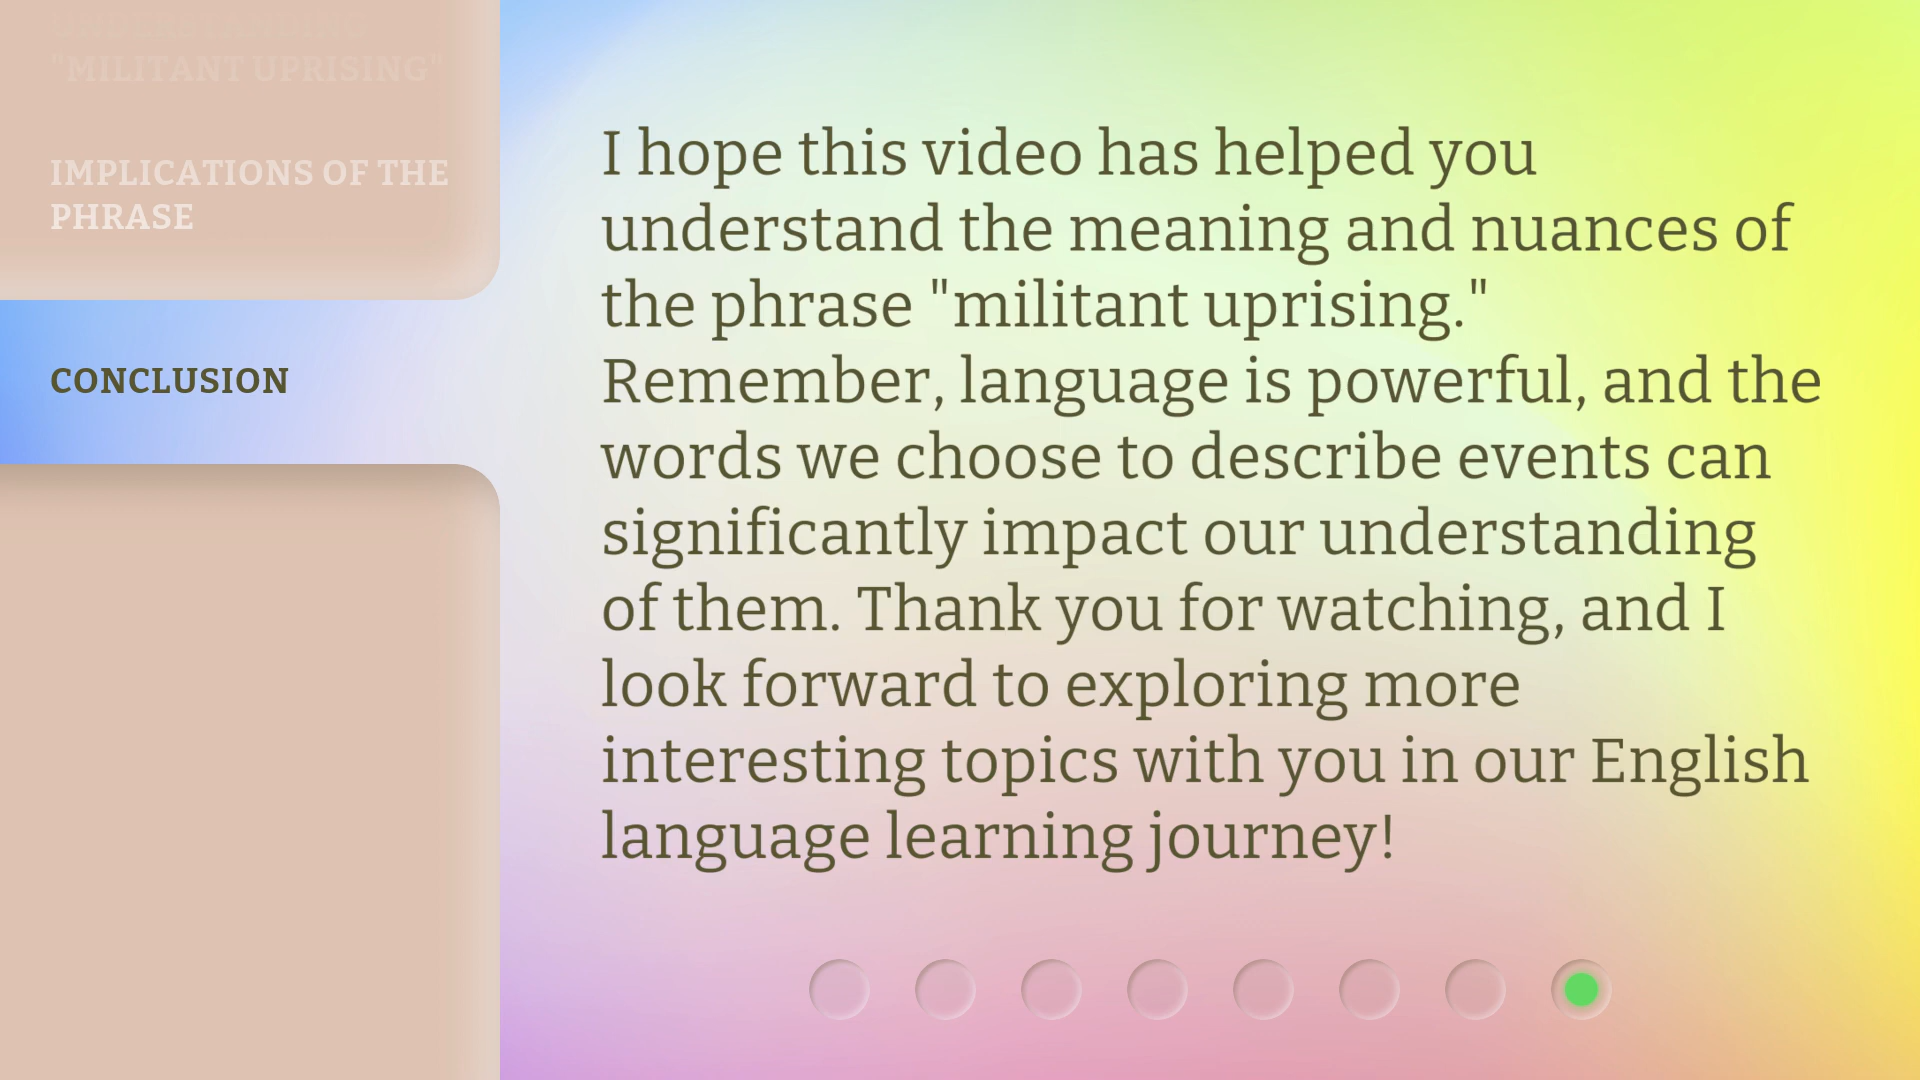 UNDERSTANDING
"MILITANT UPRISING"
IMPLICATIONS OF THE
PHRASE
CONCLUSION
I hope this video has helped you
understand the meaning and nuances of
the phrase "militant uprising."
Remember, language is powerful, and the
words we choose to describe events can
significantly impact our understanding
of them. Thank you for watching, and I
look forward to exploring more
interesting topics with you in our English
language learning journey!